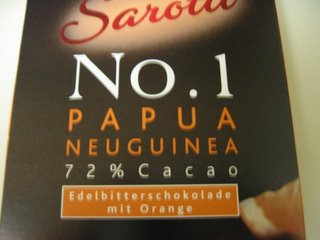 Sarotti
No.1
PAPUA
NEUGUINEA
72% Cacao
Edelbitterschokolade
mit Orange